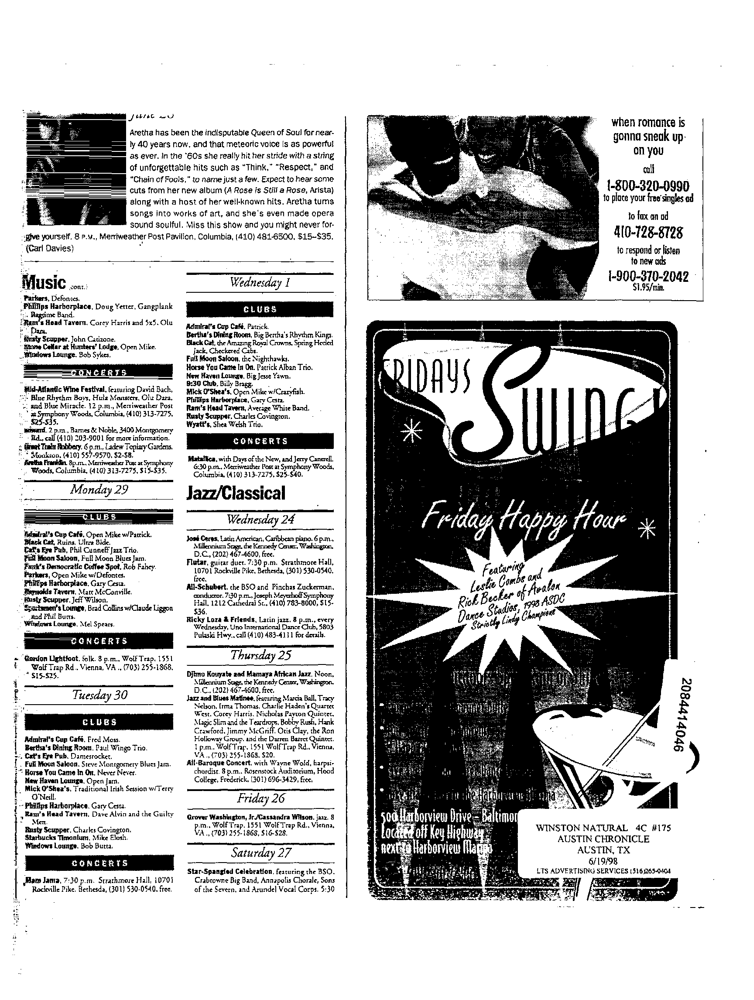 Aretha has been the indisputable Queen of Soul for near-
ly 40 years now, and that meteoric voice is as powerful
as ever. In the '60s she really hit her stride with a string
of unforgettable hits such as "Think," "Respect," and
"Chain of Fools," to name just a few. Expect to hear some
cuts from her new album (A Rose Is Still a Rose, Arista)
along with a host of her well-known hits. Aretha turns
songs into works of art, and she's even made opera
sound soulful. Miss this show and you might never for-
give yourself. 8 P.M., Merriweather Post Pavilion, Columbia, (410) 481-6500, $15–$35.
(Carl Davies)
Music (cont.)
Parkers, Defontes.
Phillips Harborplace, Doug Yetter, Gangplank
Ragtime Band.
Ram's Head Tavern, Corey Harris and 5x5, Olu
Dara.
Rusty Scupper, John Catizone.
Stone Cellar at Hunters' Lodge, Open Mike.
Windows Lounge, Bob Sykes.
CONCERTS
Mid-Atlantic Wine Festival, featuring David Bach,
Blue Rhythm Boys, Hula Monsters, Olu Dara,
and Blue Miracle. 12 p.m., Merriweather Post
at Symphony Woods, Columbia, (410) 313-7275,
$25-$35.
2 p.m., Barnes & Noble, 3400 Montgomery
Rd., call (410) 203-9001 for more information.
Great Train Robbery, 6 p.m., Ladew Topiary Gardens,
Monkton, (410) 557-9570, $2-$8.
Aretha Franklin, 8p.m., Merriweather Post at Symphony
Woods, Columbia, (410) 313-7275, $15-$35.
Monday 29
CLUBS
Admiral's Cup Café, Open Mike w/Patrick.
Black Cat, Ruins, Ultra Bide.
Cat's Eye Pub, Phil Cunneff Jazz Trio.
Full Moon Saloon, Full Moon Blues Jam.
Funk's Democratic Coffee Spot, Rob Fahey.
Parkers, Open Mike w/Defontes.
Phillips Harborplace, Gary Cesta.
Reynolds Tavern, Matt McConville.
Rusty Scupper, Jeff Wilson.
Sportsmen's Lounge, Brad Collins w/Claude Liggon
and Phil Butts.
Windows Lounge, Mel Spears.
CONCERTS
Gordon Lightfoot, folk. 8 p.m., Wolf Trap, 1551
Wolf Trap Rd., Vienna, VA., (703) 255-1868,
$15-$25.
Tuesday 30
CLUBS
Admiral's Cup Café, Fred Moss.
Bertha's Dining Room, Paul Wingo Trio.
Cat's Eye Pub, Damesrocket.
Full Moon Saloon, Steve Montgomery Blues Jam.
Horse You Came In On, Never Never.
New Haven Lounge, Open Jam.
Mick O'Shea's, Traditional Irish Session w/Terry
O'Neill.
Phillips Harborplace, Gary Cesta.
Ram's Head Tavern, Dave Alvin and the Guilty
Men.
Rusty Scupper, Charles Covington.
Starbucks Timonium, Mike Elosh.
Windows Lounge, Bob Butta.
CONCERTS
Mass Jama, 7:30 p.m. Strathmore Hall, 10701
Rockville Pike, Bethesda, (301) 530-0540, free.
Wednesday 1
CLUBS
Admiral's Cup Café, Patrick.
Bertha's Dining Room, Big Bertha's Rhythm Kings.
Black Cat, the Amazing Royal Crowns, Spring Heeled
Jack, Checkered Cabs.
Full Moon Saloon, the Nighthawks.
Horse You Came In On, Patrick Alban Trio.
New Haven Lounge, Big Jesse Yawn.
9:30 Club, Billy Bragg.
Mick O'Shea's, Open Mike w/Crazyfish.
Phillips Harborplace, Gary Cesta.
Ram's Head Tavern, Average White Band.
Rusty Scupper, Charles Covington.
Wyatt's, Shea Welsh Trio.
CONCERTS
Metallica, with Days of the New, and Jerry Cantrell.
6:30 p.m., Merriweather Post at Symphony Woods,
Columbia, (410) 313-7275, $25-$40.
Jazz/Classical
Wednesday 24
José Ceres, Latin American, Caribbean piano. 6 p.m.,
Millennium Stage, the Kennedy Center, Washington,
D.C., (202) 467-4600, free.
Flutar, guitar duet. 7:30 p.m. Strathmore Hall,
10701 Rockville Pike, Bethesda, (301) 530-0540,
free.
All-Schubert, the BSO and Pinchas Zuckerman,
conductor. 7:30 p.m., Joseph Meyerhoff Symphony
Hall, 1212 Cathedral St., (410) 783-8000, $15-
$36.
Ricky Loza & Friends, Latin jazz. 8 p.m., every
Wednesday, Uno International Dance Club, 5803
Pulaski Hwy., call (410) 483-4111 for details.
Thursday 25
Djimo Kouyate and Mamaya African Jazz, Noon,
Millennium Stage, the Kennedy Center, Washington,
D.C., (202) 467-4600, free.
Jazz and Blues Matinee, featuring Marcia Ball, Tracy
Nelson, Irma Thomas, Charlie Haden's Quartet
West, Corey Harris, Nicholas Payton Quintet,
Magic Slim and the Teardrops, Bobby Rush, Hank
Crawford, Jimmy McGriff, Otis Clay, the Ron
Holloway Group, and the Darren Barret Quintet.
1 p.m., Wolf Trap, 1551 Wolf Trap Rd., Vienna,
VA., (703) 255-1868, $20.
All-Baroque Concert, with Wayne Wold, harpsi-
chordist. 8 p.m., Rosenstock Auditorium, Hood
College, Frederick, (301) 696-3429, free.
Friday 26
Grover Washington, Jr./Cassandra Wilson, jazz. 8
p.m., Wolf Trap, 1551 Wolf Trap Rd., Vienna,
VA., (703) 255-1868, $16-$28.
Saturday 27
Star-Spangled Celebration, featuring the BSO,
Crabtowne Big Band, Annapolis Chorale, Sons
of the Severn, and Arundel Vocal Corps. 5:30
when romance is
gonna sneak up
on you
call
1-800-320-0990
to place your free singles ad
to fax an ad
410-728-8728
to respond or listen
to new ads
1-900-370-2042
$1.95/min.
FRIDAYS
SWING!
Friday Happy Hour
Featuring
Leslie Combs and
Rick Becker of Avalon
Dance Studios, 1998 ASDC
Strictly Lindy Champions
500 Harborview Drive – Baltimor
Located off Key Highway
next to Harborview Marina
2084414046
WINSTON NATURAL 4C #175
AUSTIN CHRONICLE
AUSTIN, TX
6/19/98
LTS ADVERTISING SERVICES (516)265-0404